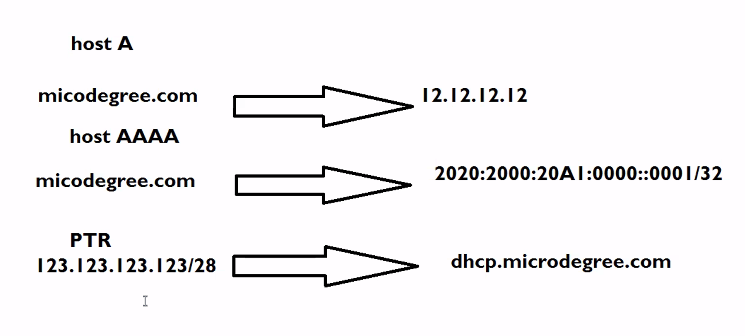 host A
micodegree.com 12.12.12.12
host AAAA
micodegree.com 2020:2000:20A1:0000::0001/32
PTR
123.123.123.123/28 dhcp.microdegree.com